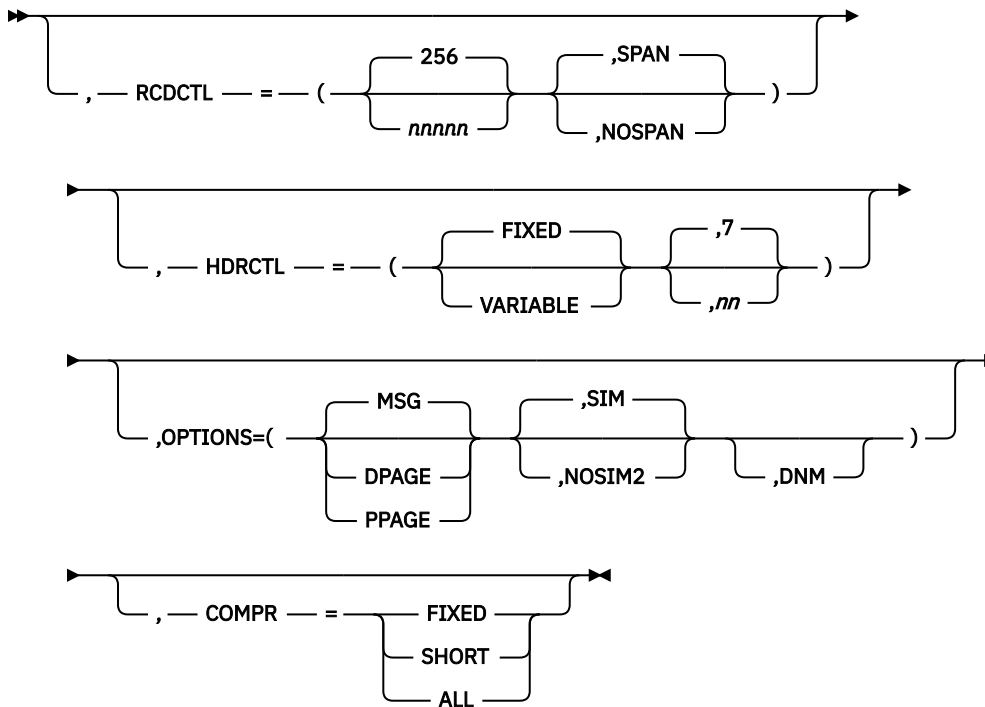 256 ,SPAN
, RCDCTL = ( )
nnnnn ,NOSPAN
FIXED ,7
, HDRCTL = ( )
VARIABLE ,nn
MSG ,SIM
,OPTIONS=( )
DPAGE ,NOSIM2 ,DNM
PPAGE
, COMPR = FIXED
SHORT
ALL